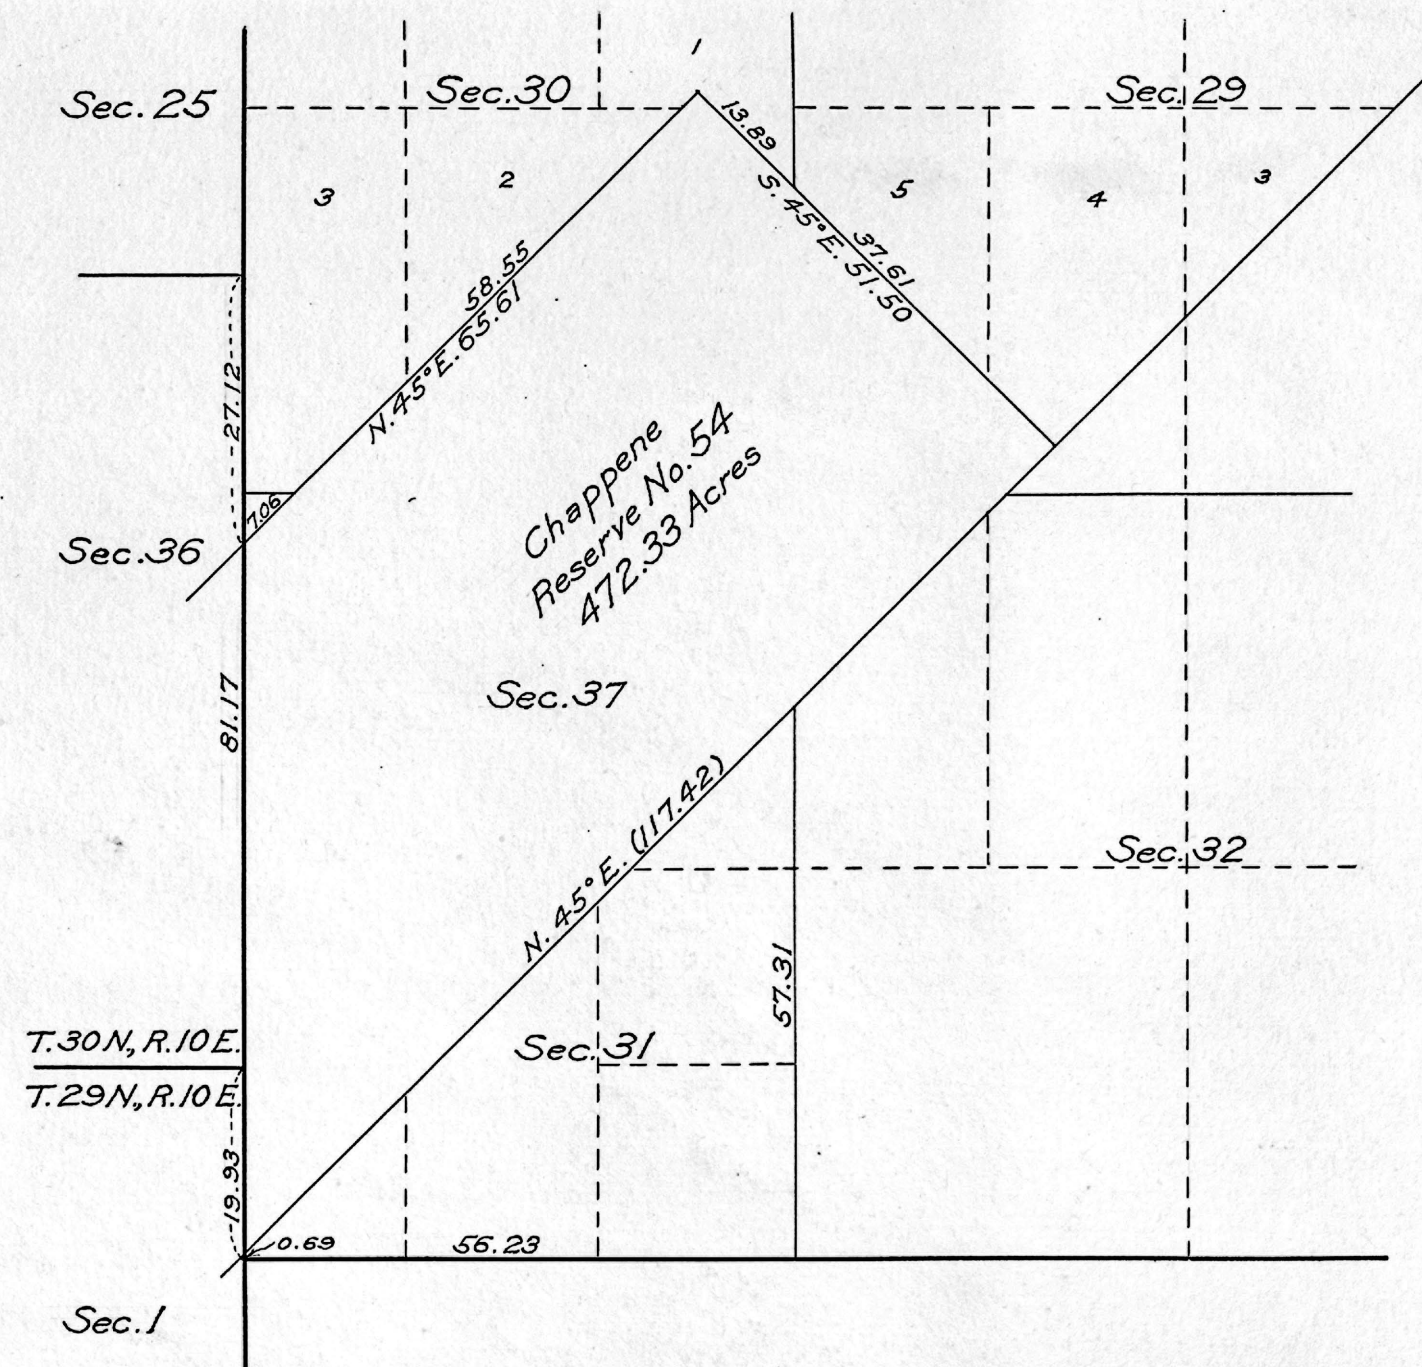 1
Sec. 25
Sec. 30
Sec. 29
13.89
3
2
5
4
3
S. 45° E. 51.50
37.61
58.55
N. 45° E. 65.61
27.12
7.06
Sec. 36
Chappene
Reserve No. 54
472.33 Acres
Sec. 37
81.17
N. 45° E. (117.42)
Sec. 32
57.31
T. 30 N., R. 10 E.
Sec. 31
T. 29 N., R. 10 E.
19.93
0.69
56.23
Sec. 1